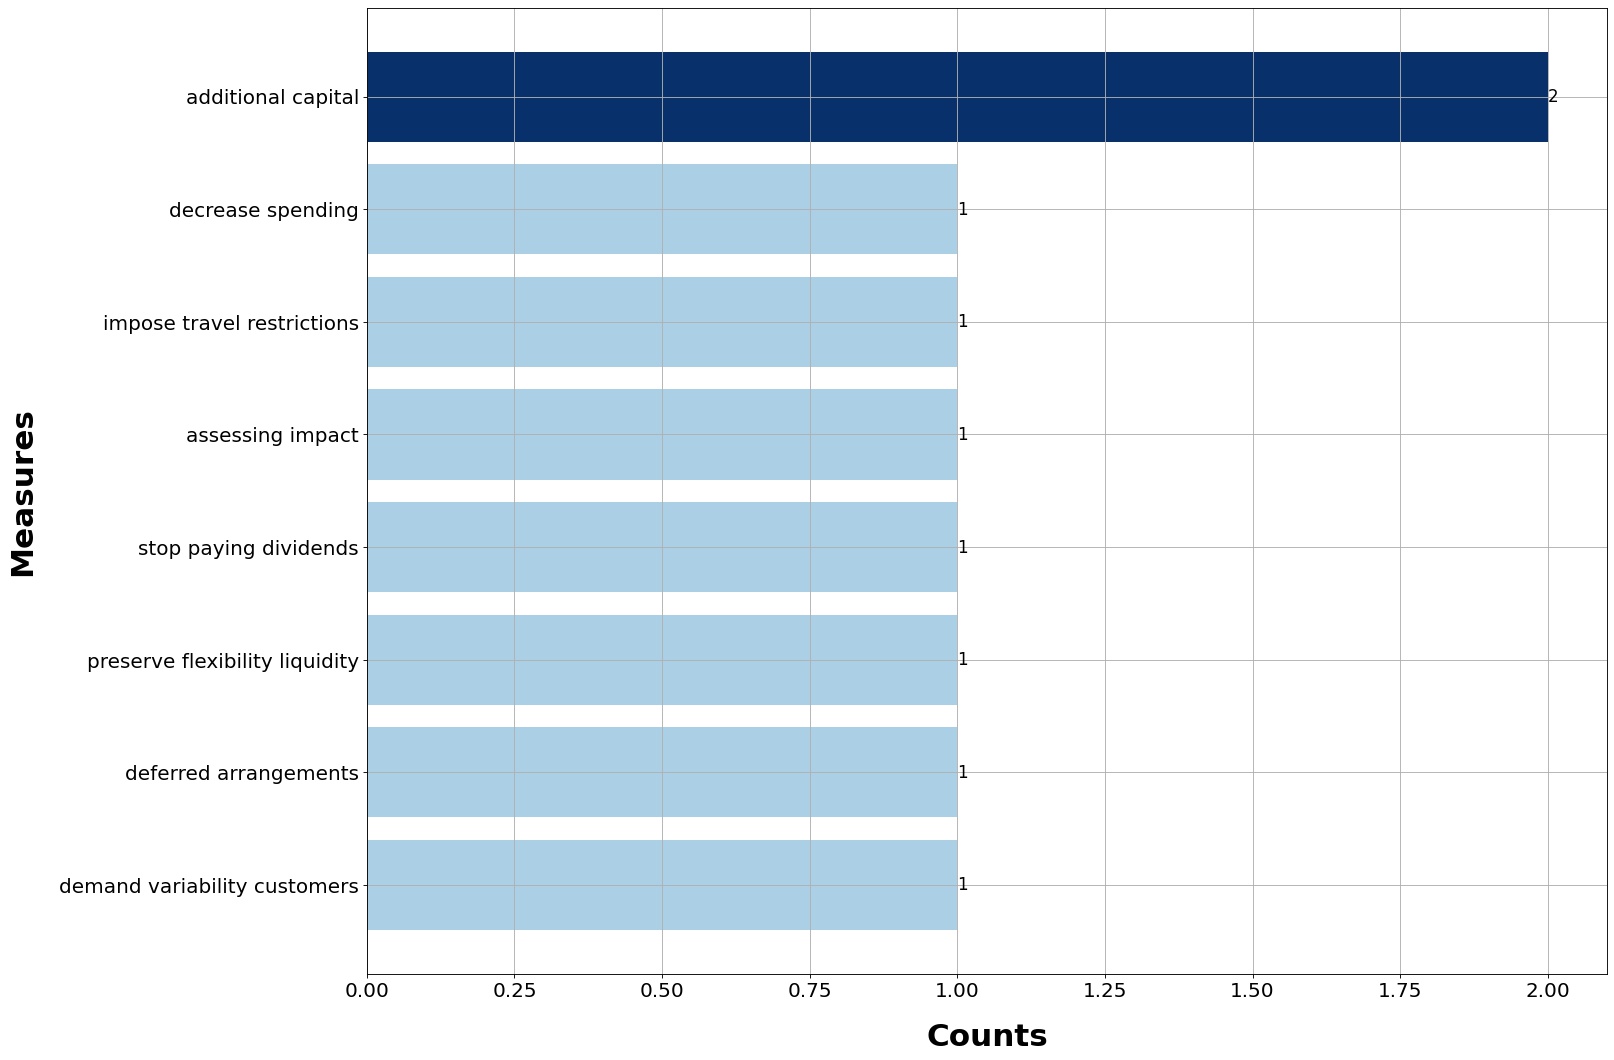 additional capital
2
decrease spending
1
impose travel restrictions
1
assessing impact
1
stop paying dividends
1
preserve flexibility liquidity
1
deferred arrangements
1
demand variability customers
1
Measures
0.00 0.25 0.50 0.75 1.00 1.25 1.50 1.75 2.00
Counts